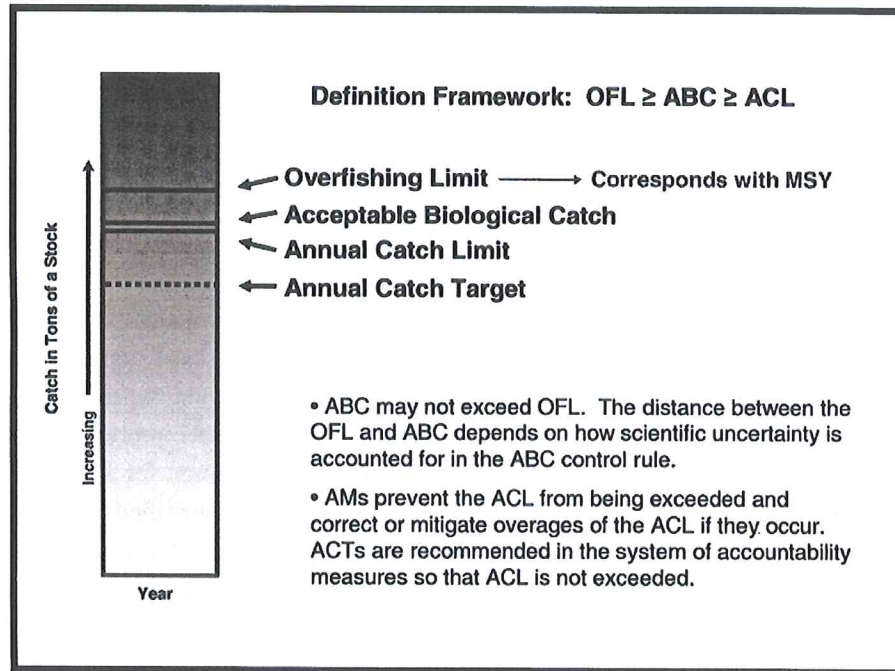 Definition Framework: OFL ≥ ABC ≥ ACL
Overfishing Limit
Corresponds with MSY
Acceptable Biological Catch
Annual Catch Limit
Annual Catch Target
Catch in Tons of a Stock
Increasing
Year
• ABC may not exceed OFL. The distance between the
OFL and ABC depends on how scientific uncertainty is
accounted for in the ABC control rule.
• AMs prevent the ACL from being exceeded and
correct or mitigate overages of the ACL if they occur.
ACTs are recommended in the system of accountability
measures so that ACL is not exceeded.